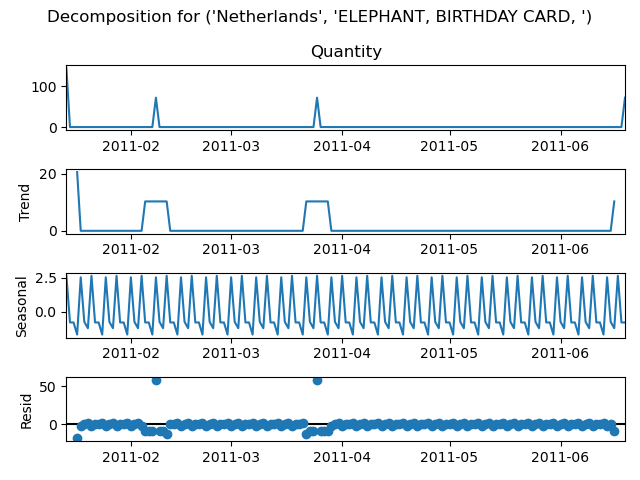 Decomposition for ('Netherlands', 'ELEPHANT, BIRTHDAY CARD, ')
Quantity
100
0
2011-02 2011-03 2011-04 2011-05 2011-06
Trend
20
0
2011-02 2011-03 2011-04 2011-05 2011-06
Seasonal
2.5
0.0
2011-02 2011-03 2011-04 2011-05 2011-06
Resid
50
0
2011-02 2011-03 2011-04 2011-05 2011-06